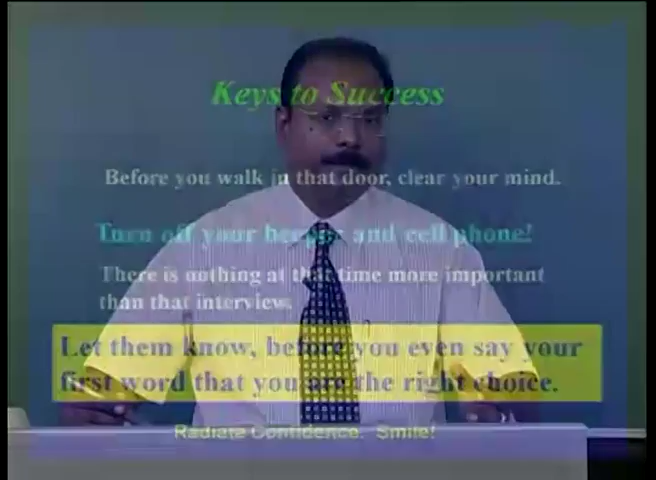 Keys to Success
Before you walk in that door, clear your mind.
Turn off your beeper and cell phone!
There is nothing at that time more important
than that interview.
Let them know, before you even say your
first word that you are the right choice.
Radiate Confidence. Smile!